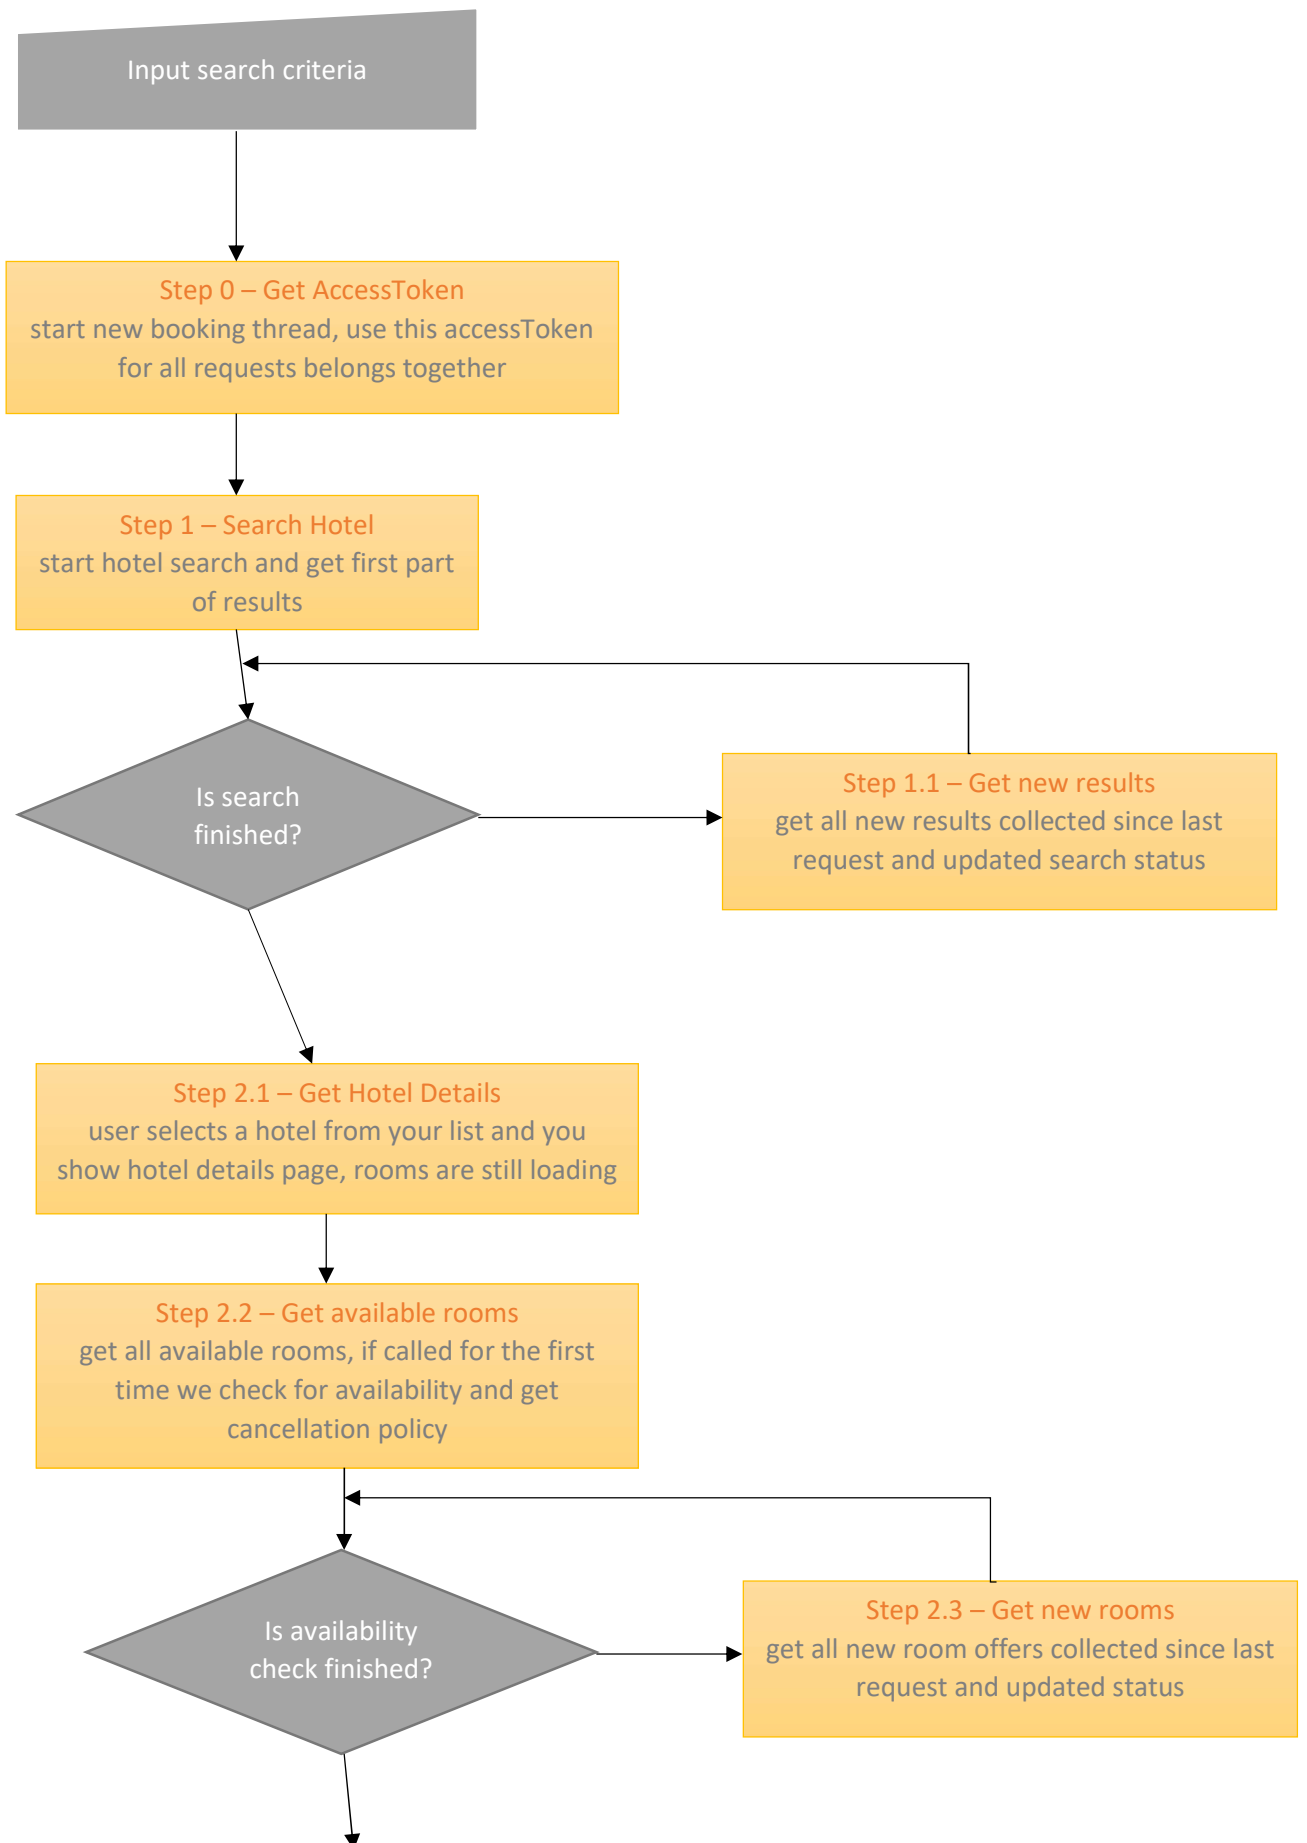 Input search criteria
Step 0 – Get AccessToken
start new booking thread, use this accessToken
for all requests belongs together
Step 1 – Search Hotel
start hotel search and get first part
of results
Is search
finished?
Step 1.1 – Get new results
get all new results collected since last
request and updated search status
Step 2.1 – Get Hotel Details
user selects a hotel from your list and you
show hotel details page, rooms are still loading
Step 2.2 – Get available rooms
get all available rooms, if called for the first
time we check for availability and get
cancellation policy
Is availability
check finished?
Step 2.3 – Get new rooms
get all new room offers collected since last
request and updated status